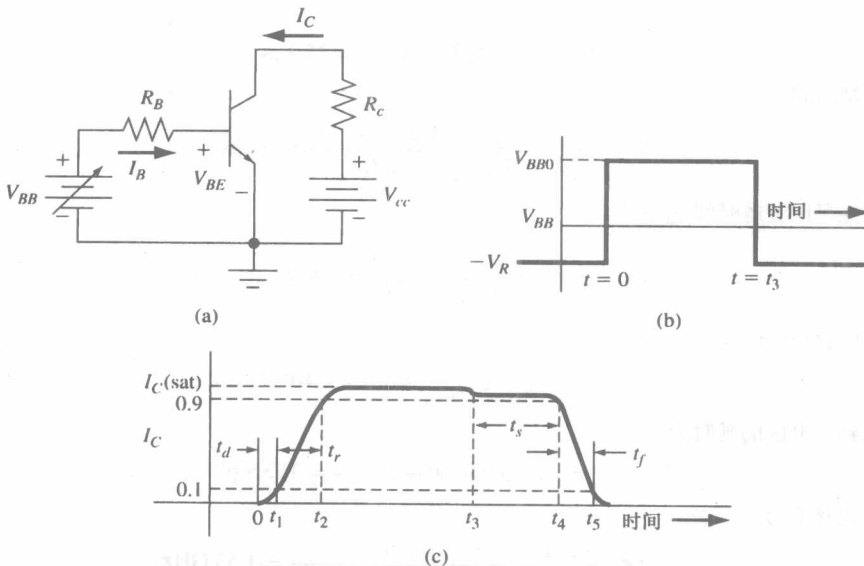 I_C
R_B
R_c
+
I_B
+
V_BE
−
+
V_BB
−
+
V_cc
−
(a)
V_BB0
V_BB
时间
−V_R
t = 0
t = t_3
(b)
I_C(sat)
0.9
I_C
t_d
t_r
t_s
t_f
0.1
0 t_1 t_2 t_3 t_4 t_5 时间
(c)